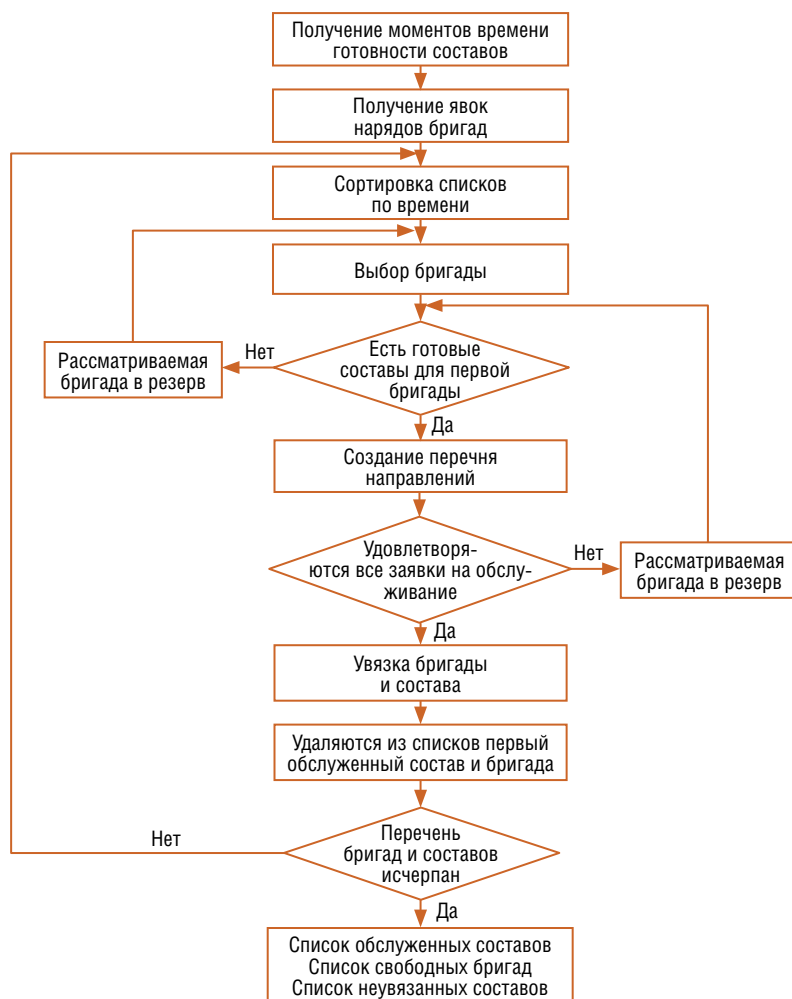 Получение моментов времени
готовности составов
Получение явок
нарядов бригад
Сортировка списков
по времени
Выбор бригады
Нет
Рассматриваемая
бригада в резерв
Есть готовые
составы для первой
бригады
Да
Создание перечня
направлений
Удовлетворя-
ются все заявки на обслу-
живание
Нет
Рассматриваемая
бригада в резерв
Да
Увязка бригады
и состава
Удаляются из списков первый
обслуженный состав и бригада
Нет
Перечень
бригад и составов
исчерпан
Да
Список обслуженных составов
Список свободных бригад
Список неувязанных составов